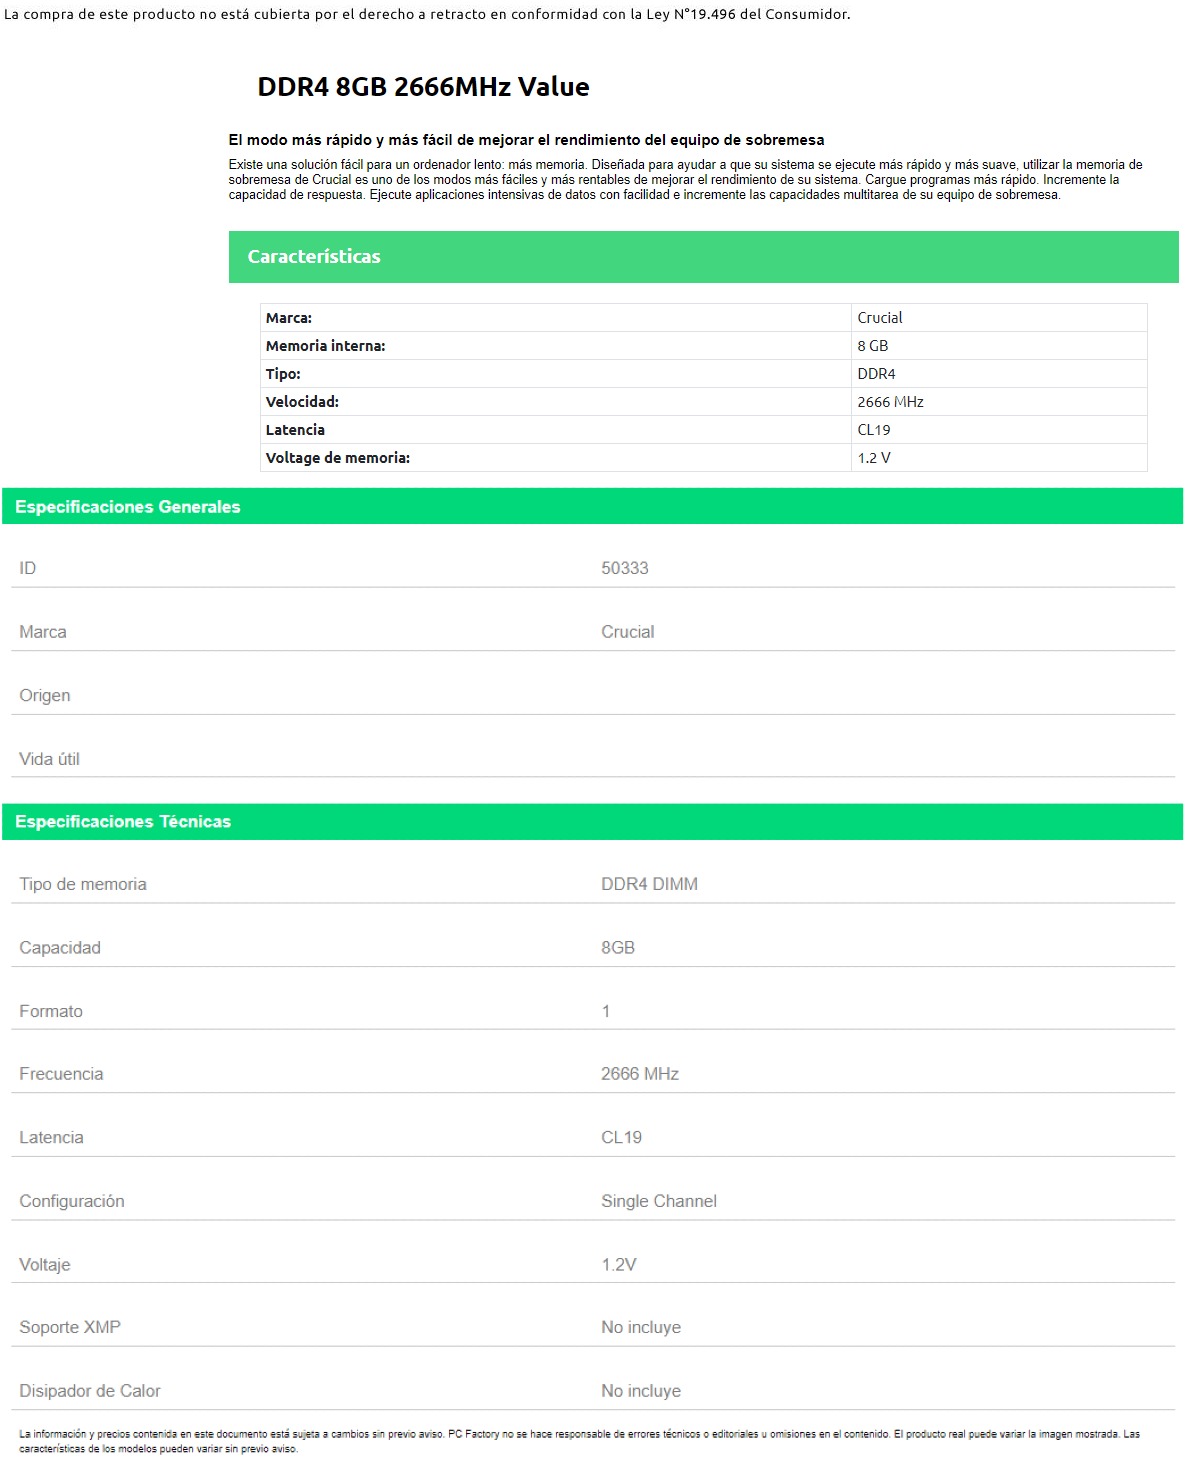 La compra de este producto no está cubierta por el derecho a retracto en conformidad con la Ley N°19.496 del Consumidor.
DDR4 8GB 2666MHz Value
El modo más rápido y más fácil de mejorar el rendimiento del equipo de sobremesa
Existe una solución fácil para un ordenador lento: más memoria. Diseñada para ayudar a que su sistema se ejecute más rápido y más suave, utilizar la memoria de
sobremesa de Crucial es uno de los modos más fáciles y más rentables de mejorar el rendimiento de su sistema. Cargue programas más rápido. Incremente la
capacidad de respuesta. Ejecute aplicaciones intensivas de datos con facilidad e incremente las capacidades multitarea de su equipo de sobremesa.
Características
Marca: Crucial
Memoria interna: 8 GB
Tipo: DDR4
Velocidad: 2666 MHz
Latencia CL19
Voltage de memoria: 1.2 V
Especificaciones Generales
ID 50333
Marca Crucial
Origen
Vida útil
Especificaciones Técnicas
Tipo de memoria DDR4 DIMM
Capacidad 8GB
Formato 1
Frecuencia 2666 MHz
Latencia CL19
Configuración Single Channel
Voltaje 1.2V
Soporte XMP No incluye
Disipador de Calor No incluye
La información y precios contenida en este documento está sujeta a cambios sin previo aviso. PC Factory no se hace responsable de errores técnicos o editoriales u omisiones en el contenido. El producto real puede variar la imagen mostrada. Las
características de los modelos pueden variar sin previo aviso.